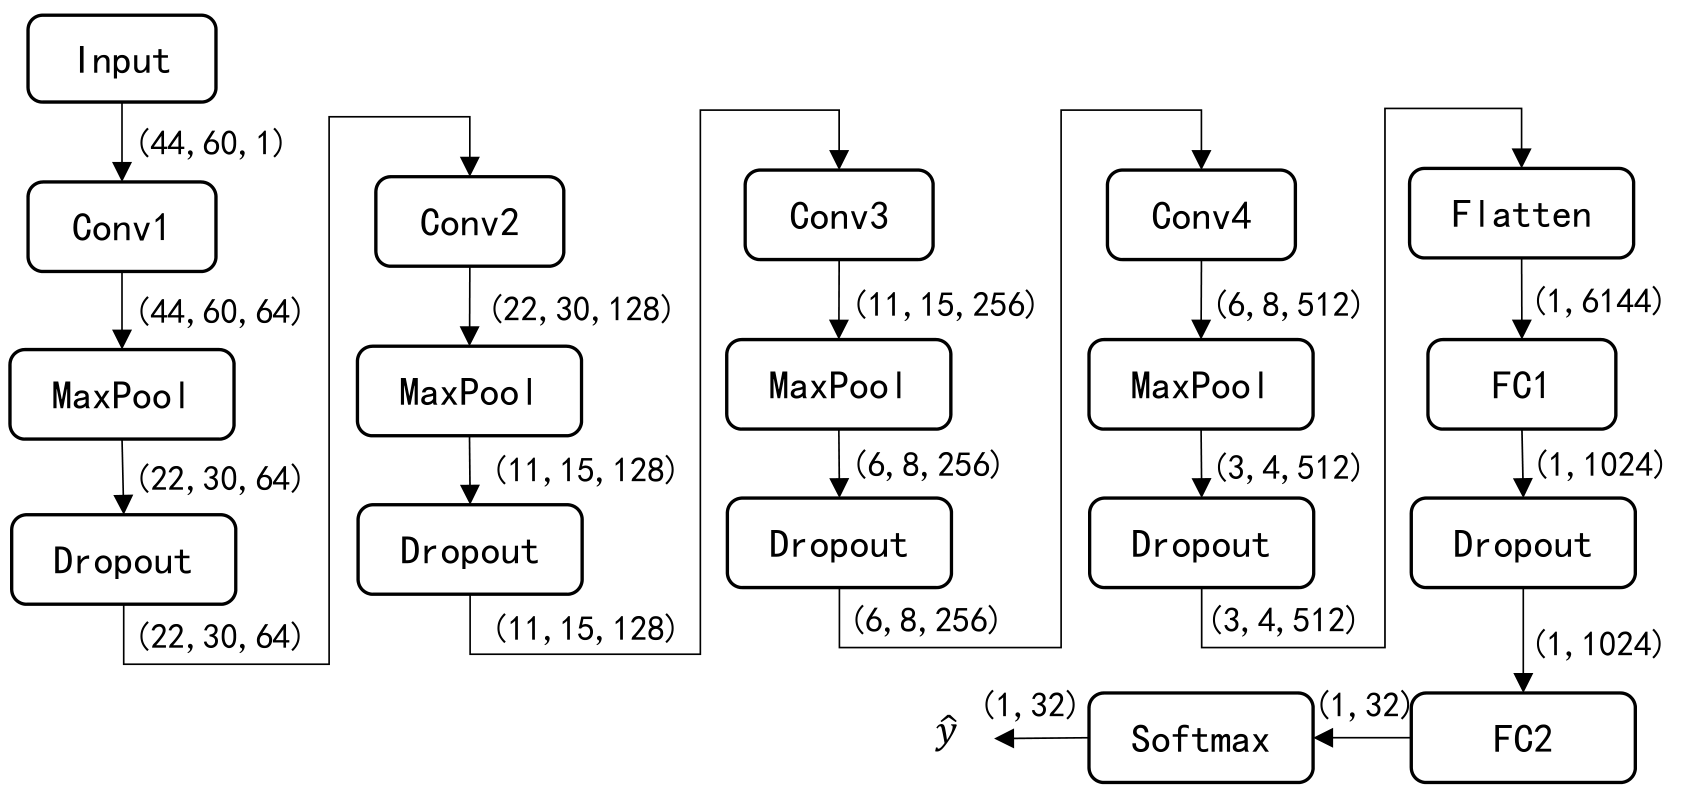 Input
(44,60,1)
Conv1
(44,60,64)
MaxPool
(22,30,64)
Dropout
(22,30,64)
Conv2
(22,30,128)
MaxPool
(11,15,128)
Dropout
(11,15,128)
Conv3
(11,15,256)
MaxPool
(6,8,256)
Dropout
(6,8,256)
Conv4
(6,8,512)
MaxPool
(3,4,512)
Dropout
(3,4,512)
Flatten
(1,6144)
FC1
(1,1024)
Dropout
(1,1024)
FC2
(1,32)
Softmax
(1,32)
ŷ